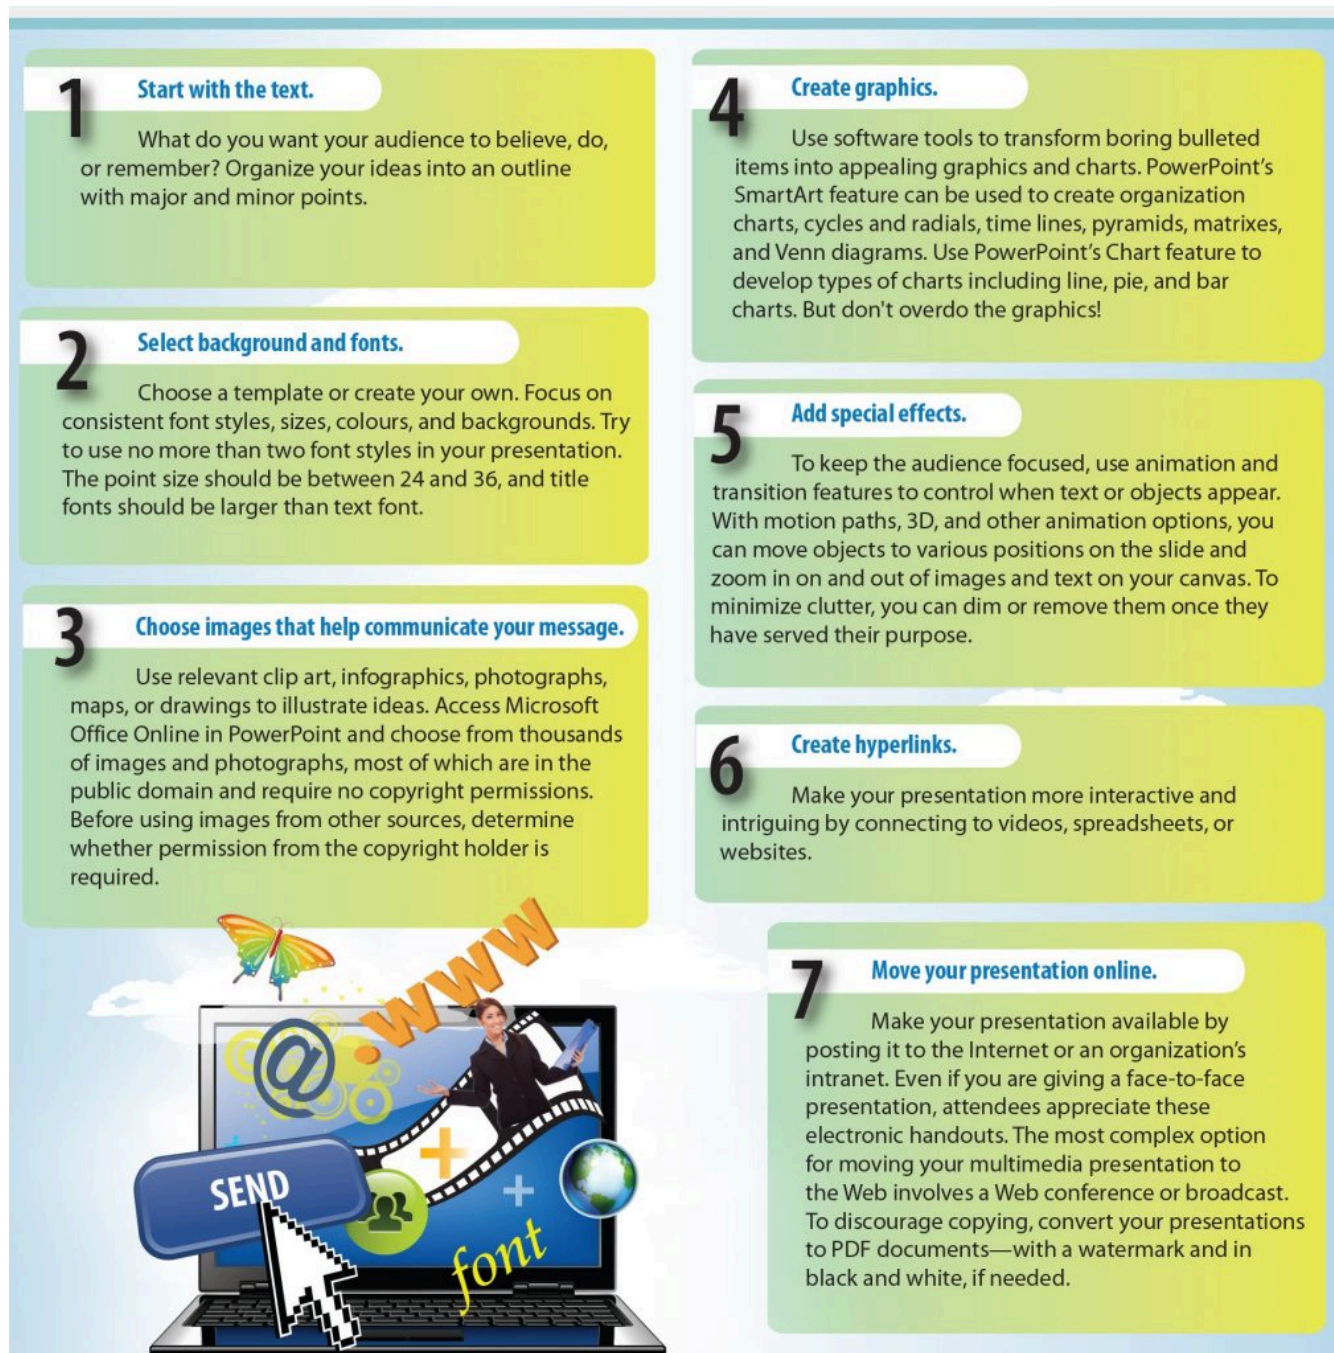 1
Start with the text.
What do you want your audience to believe, do,
or remember? Organize your ideas into an outline
with major and minor points.
2
Select background and fonts.
Choose a template or create your own. Focus on
consistent font styles, sizes, colours, and backgrounds. Try
to use no more than two font styles in your presentation.
The point size should be between 24 and 36, and title
fonts should be larger than text font.
3
Choose images that help communicate your message.
Use relevant clip art, infographics, photographs,
maps, or drawings to illustrate ideas. Access Microsoft
Office Online in PowerPoint and choose from thousands
of images and photographs, most of which are in the
public domain and require no copyright permissions.
Before using images from other sources, determine
whether permission from the copyright holder is
required.
.www
@
SEND
font
4
Create graphics.
Use software tools to transform boring bulleted
items into appealing graphics and charts. PowerPoint's
SmartArt feature can be used to create organization
charts, cycles and radials, time lines, pyramids, matrixes,
and Venn diagrams. Use PowerPoint's Chart feature to
develop types of charts including line, pie, and bar
charts. But don't overdo the graphics!
5
Add special effects.
To keep the audience focused, use animation and
transition features to control when text or objects appear.
With motion paths, 3D, and other animation options, you
can move objects to various positions on the slide and
zoom in on and out of images and text on your canvas. To
minimize clutter, you can dim or remove them once they
have served their purpose.
6
Create hyperlinks.
Make your presentation more interactive and
intriguing by connecting to videos, spreadsheets, or
websites.
7
Move your presentation online.
Make your presentation available by
posting it to the Internet or an organization's
intranet. Even if you are giving a face-to-face
presentation, attendees appreciate these
electronic handouts. The most complex option
for moving your multimedia presentation to
the Web involves a Web conference or broadcast.
To discourage copying, convert your presentations
to PDF documents—with a watermark and in
black and white, if needed.